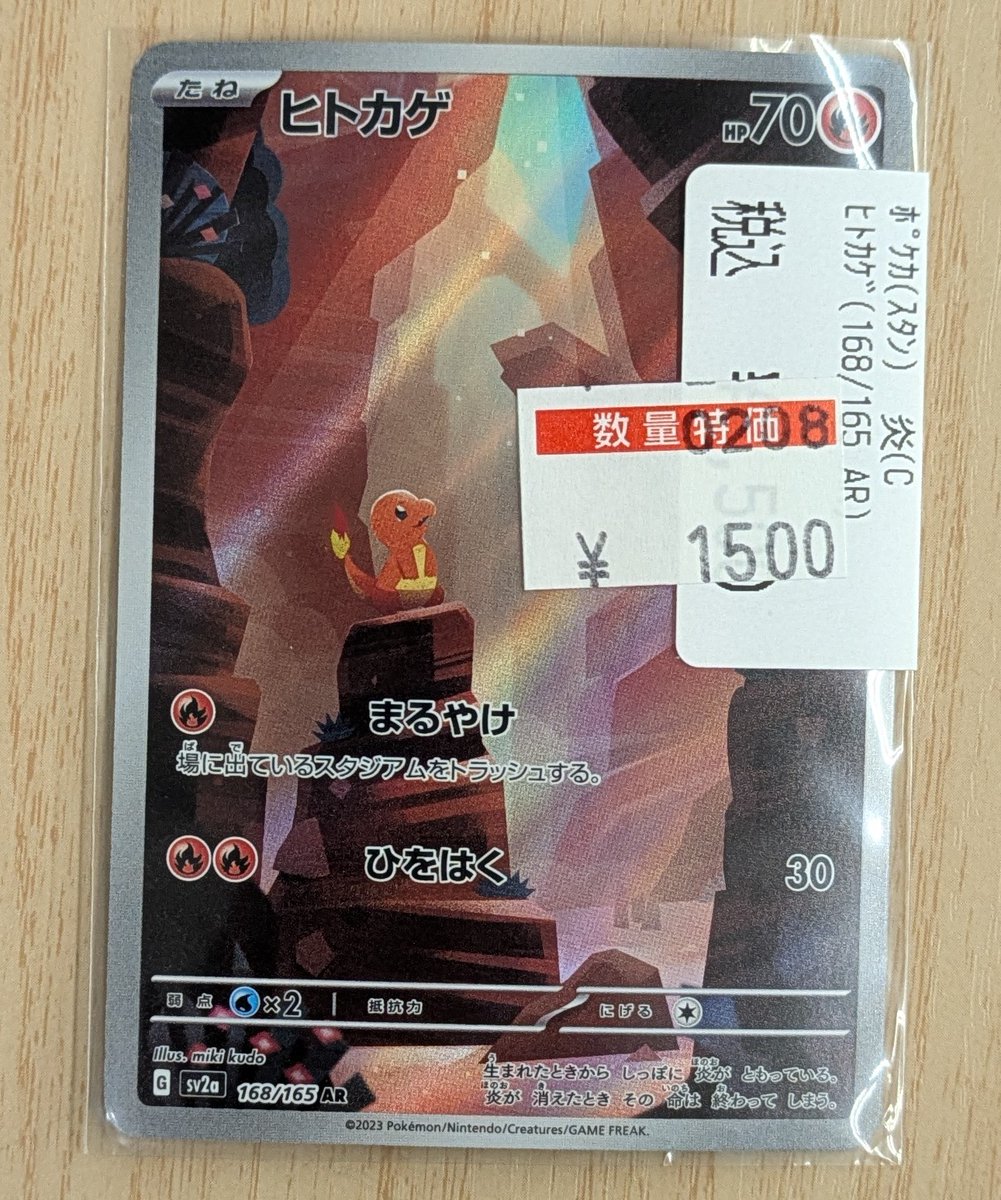 たね ヒトカゲ HP70
ポケカ(スタン) 炎(C
ヒトカゲ(168/165 AR)
税込
数量特価
0208
¥ 1500
まるやけ
場に出ているスタジアムをトラッシュする。
ひをはく 30
弱点 ×2 抵抗力 にげる
Illus. miki kudo
G sv2a 168/165 AR
生まれたときから しっぽに 炎が ともっている。
炎が 消えたとき その 命は 終わって しまう。
©2023 Pokémon/Nintendo/Creatures/GAME FREAK.